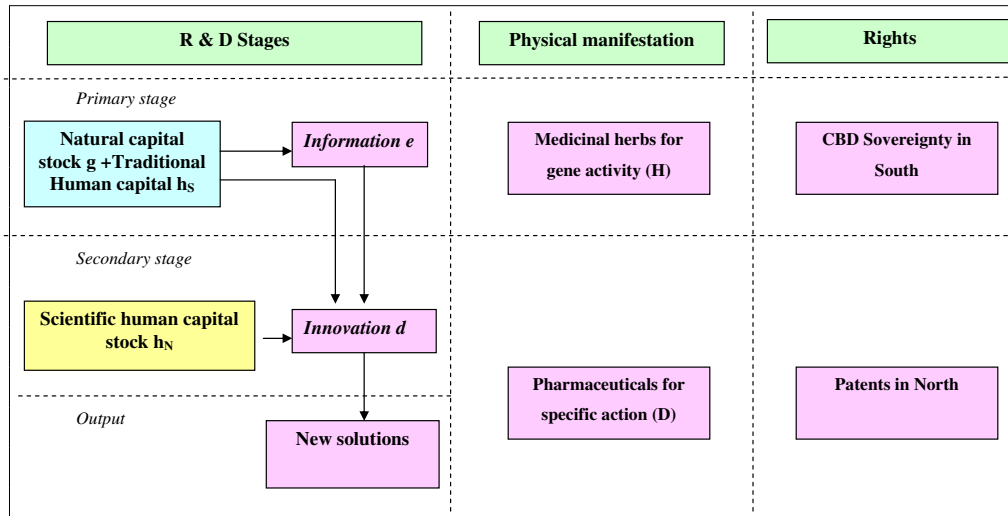 R & D Stages
Physical manifestation
Rights
Primary stage
Natural capital
stock g +Traditional
Human capital hS
Information e
Medicinal herbs for
gene activity (H)
CBD Sovereignty in
South
Secondary stage
Scientific human capital
stock hN
Innovation d
Pharmaceuticals for
specific action (D)
Patents in North
Output
New solutions